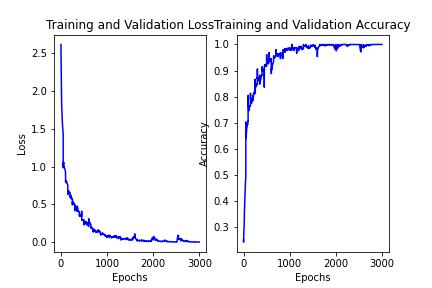 Training and Validation Loss
2.5
2.0
1.5
1.0
0.5
0.0
Loss
0 1000 2000 3000
Epochs
Training and Validation Accuracy
1.0
0.9
0.8
0.7
0.6
0.5
0.4
0.3
Accuracy
0 1000 2000 3000
Epochs